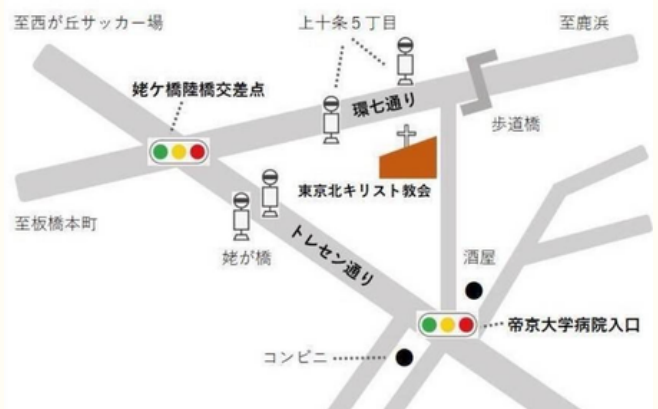 至西が丘サッカー場
上十条5丁目
至鹿浜
姥ケ橋陸橋交差点
環七通り
歩道橋
東京北キリスト教会
至板橋本町
姥が橋
トレセン通り
酒屋
帝京大学病院入口
コンビニ